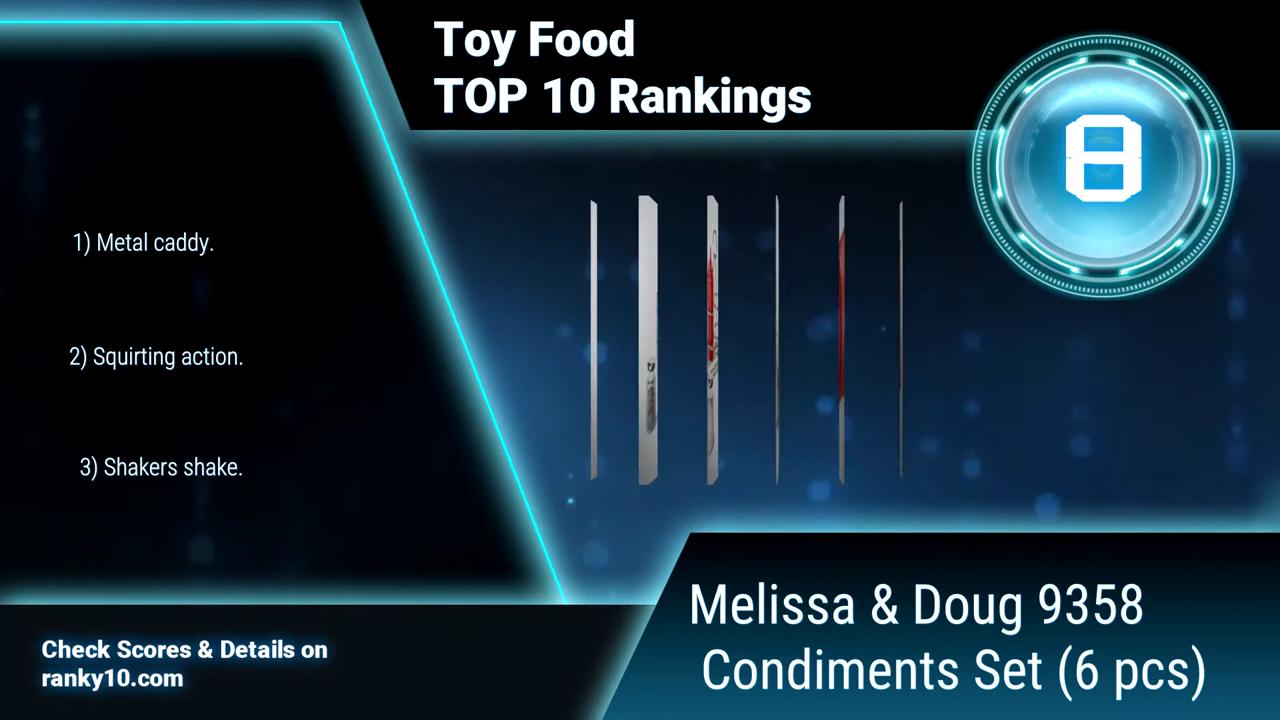 Toy Food
TOP 10 Rankings
8
1) Metal caddy.
2) Squirting action.
3) Shakers shake.
Melissa & Doug 9358
Condiments Set (6 pcs)
Check Scores & Details on
ranky10.com